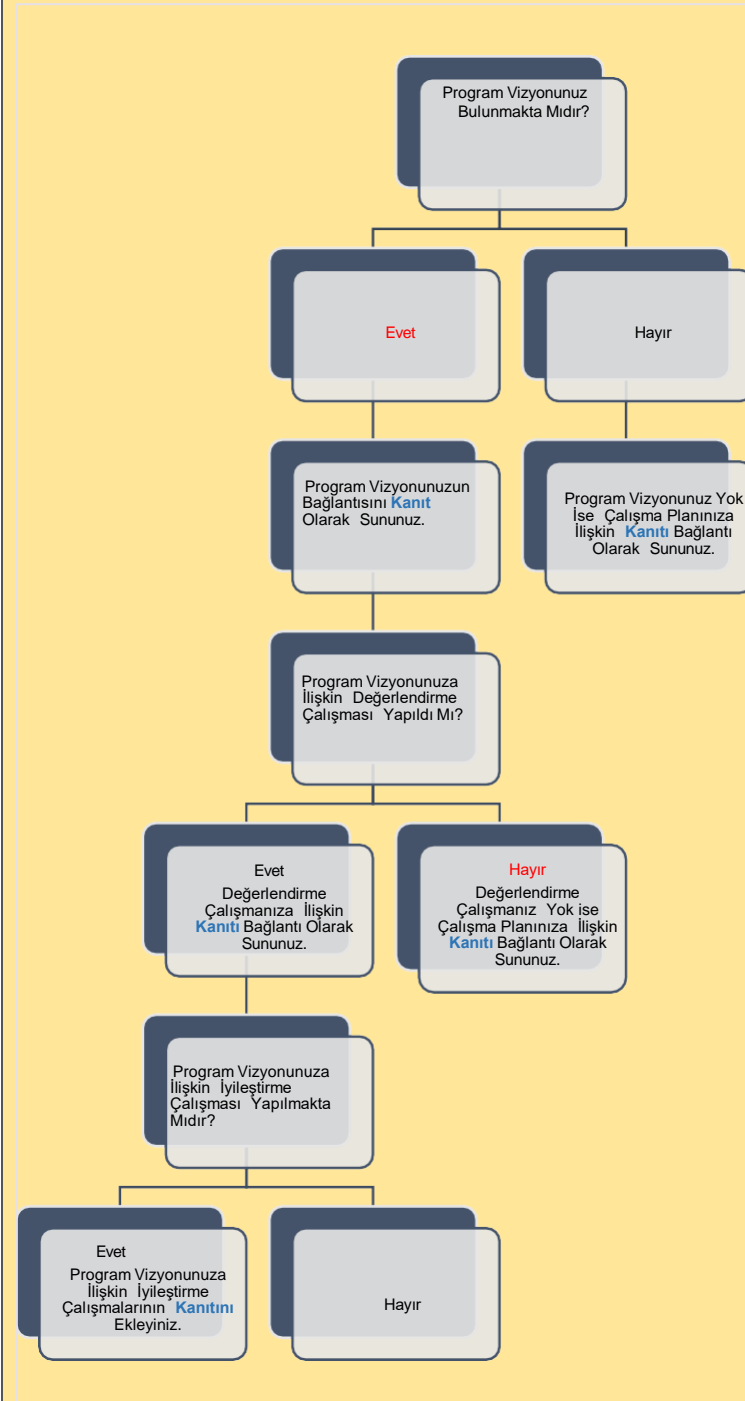 Program Vizyonunuz
Bulunmakta Mıdır?
Evet
Hayır
Program Vizyonunuzun
Bağlantısını Kanıt
Olarak Sununuz.
Program Vizyonunuz Yok
İse Çalışma Planınıza
İlişkin Kanıtı Bağlantı
Olarak Sununuz.
Program Vizyonunuza
İlişkin Değerlendirme
Çalışması Yapıldı Mı?
Evet
Değerlendirme
Çalışmanıza İlişkin
Kanıtı Bağlantı Olarak
Sununuz.
Hayır
Değerlendirme
Çalışmanız Yok ise
Çalışma Planınıza İlişkin
Kanıtı Bağlantı Olarak
Sununuz.
Program Vizyonunuza
İlişkin İyileştirme
Çalışması Yapılmakta
Mıdır?
Evet
Program Vizyonunuza
İlişkin İyileştirme
Çalışmalarının Kanıtını
Ekleyiniz.
Hayır